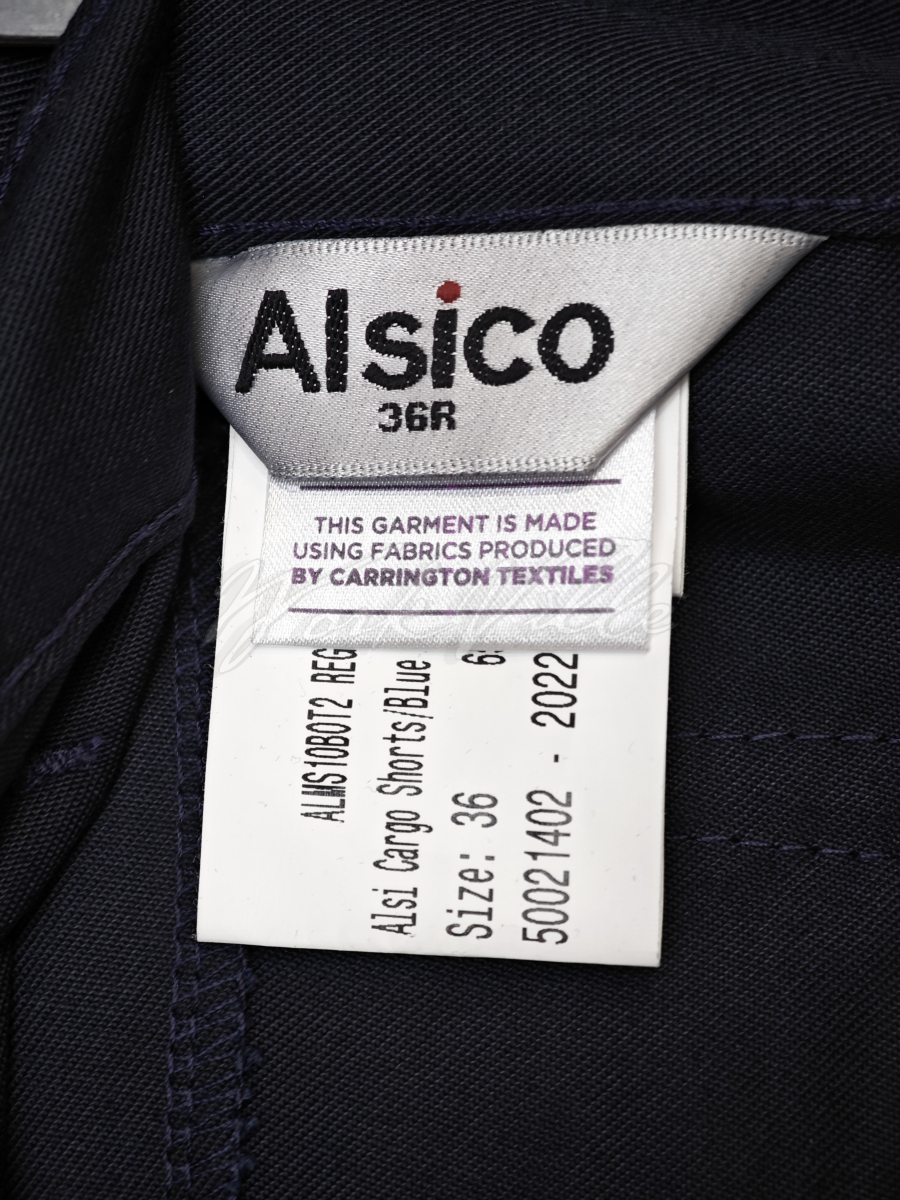 Alsico
36R
THIS GARMENT IS MADE
USING FABRICS PRODUCED
BY CARRINGTON TEXTILES
ALMS10BOT2 REG
Alsi Cargo Shorts/Blue
Size: 36
50021402 - 2022